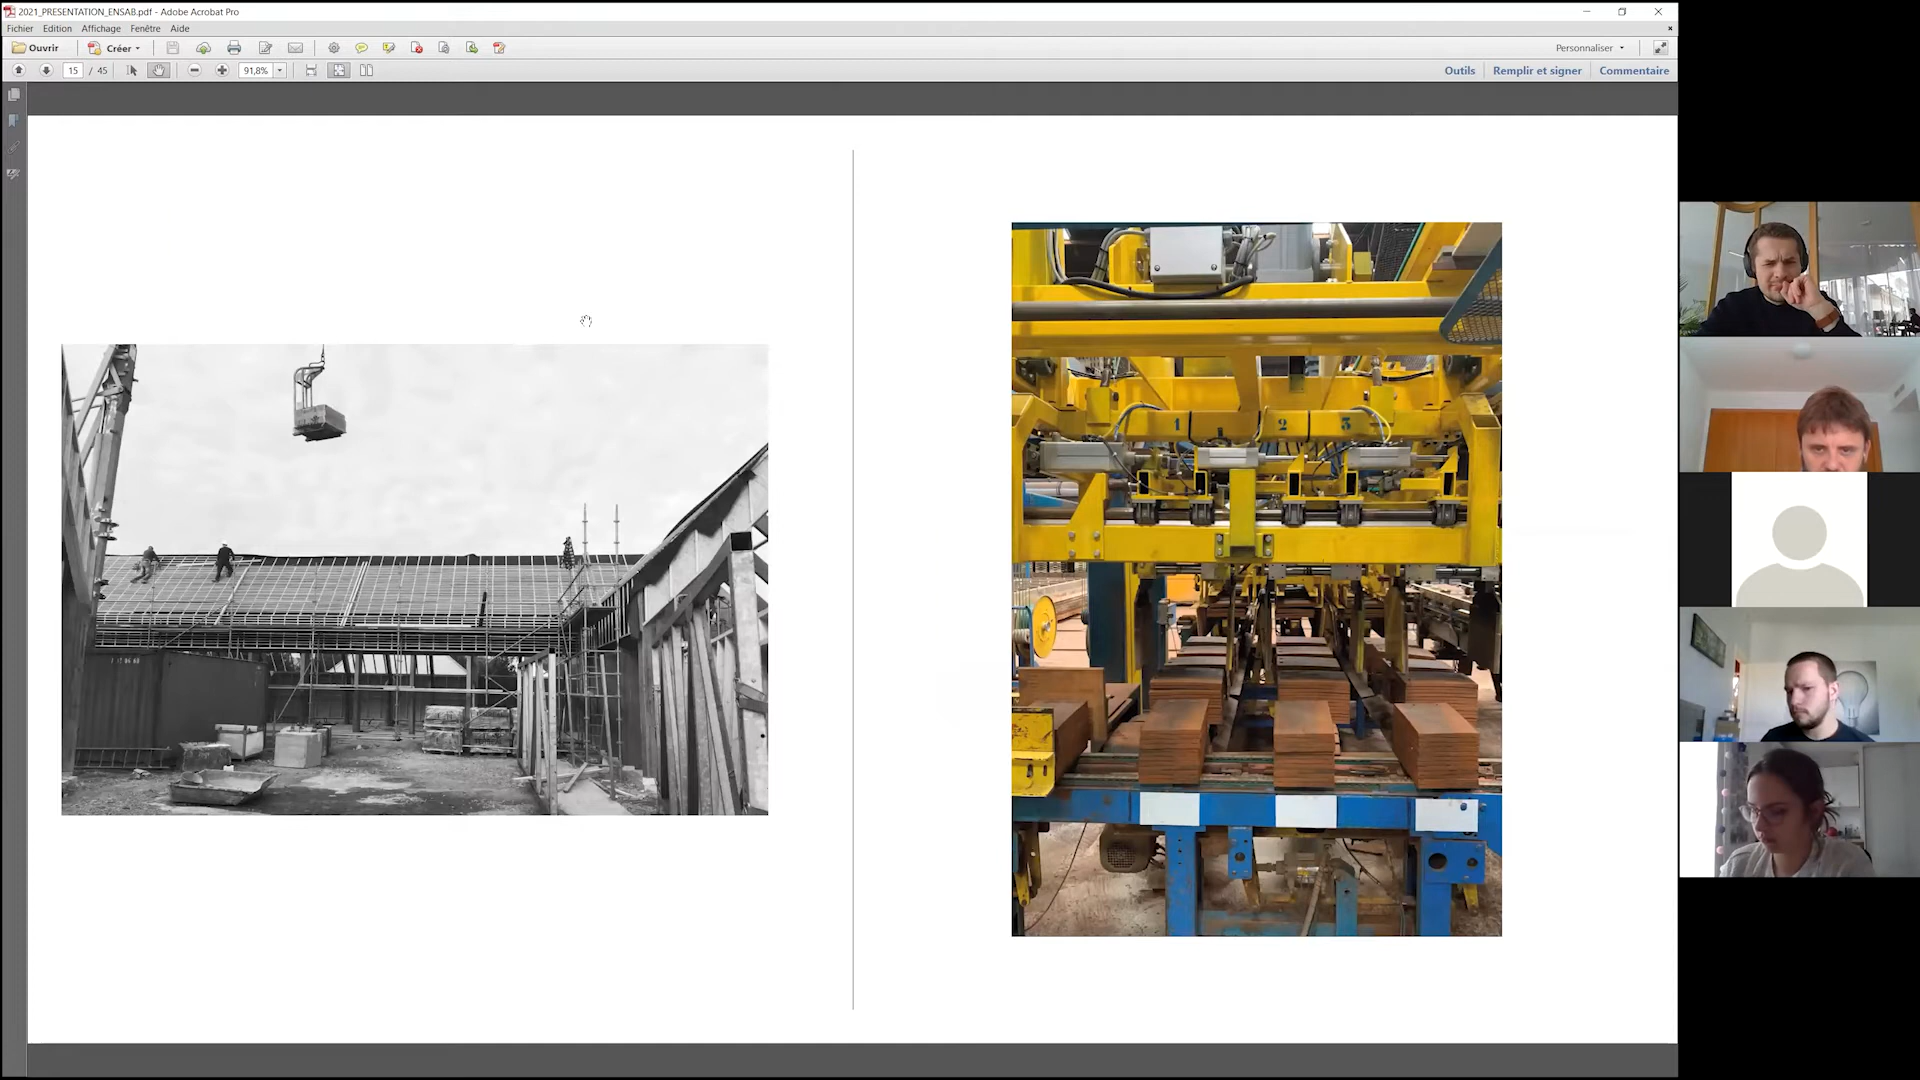 2021_PRESENTATION_ENSAB.pdf - Adobe Acrobat Pro
Fichier Edition Affichage Fenêtre Aide
Ouvrir Créer Personnaliser
15 / 45 91,8% Outils Remplir et signer Commentaire
1 2 3